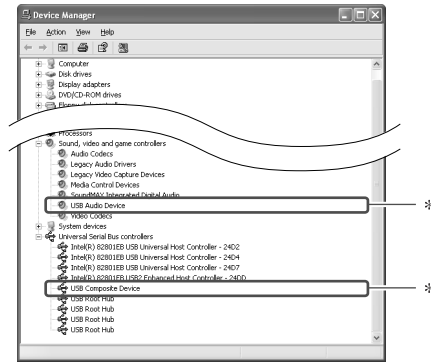 Device Manager
File Action View Help
Computer
Disk drives
Display adapters
DVD/CD-ROM drives
Processors
Sound, video and game controllers
Audio Codecs
Legacy Audio Drivers
Legacy Video Capture Devices
Media Control Devices
SoundMAX Integrated Digital Audio
USB Audio Device
*
Video Codecs
System devices
Universal Serial Bus controllers
Intel(R) 82801EB USB Universal Host Controller - 24D2
Intel(R) 82801EB USB Universal Host Controller - 24D4
Intel(R) 82801EB USB Universal Host Controller - 24D7
Intel(R) 82801EB USB2 Enhanced Host Controller - 24DD
USB Composite Device
*
USB Root Hub
USB Root Hub
USB Root Hub
USB Root Hub